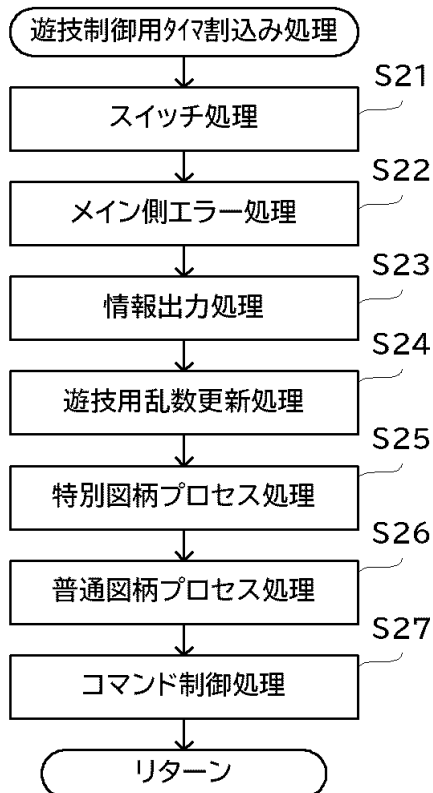 遊技制御用ﾀｲﾏ割込み処理
S21
スイッチ処理
S22
メイン側エラー処理
S23
情報出力処理
S24
遊技用乱数更新処理
S25
特別図柄プロセス処理
S26
普通図柄プロセス処理
S27
コマンド制御処理
リターン